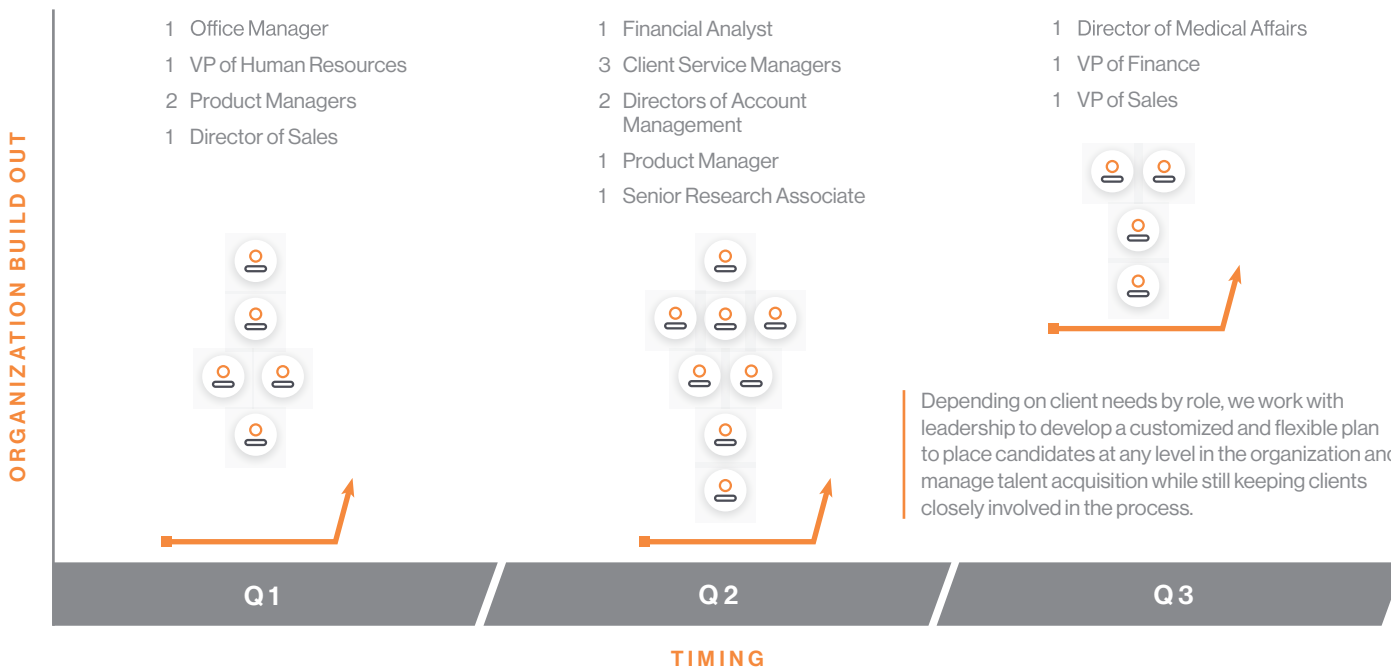 ORGANIZATION BUILD OUT
1 Office Manager
1 VP of Human Resources
2 Product Managers
1 Director of Sales
1 Financial Analyst
3 Client Service Managers
2 Directors of Account
Management
1 Product Manager
1 Senior Research Associate
1 Director of Medical Affairs
1 VP of Finance
1 VP of Sales
Depending on client needs by role, we work with
leadership to develop a customized and flexible plan
to place candidates at any level in the organization and
manage talent acquisition while still keeping clients
closely involved in the process.
Q1
Q2
Q3
TIMING